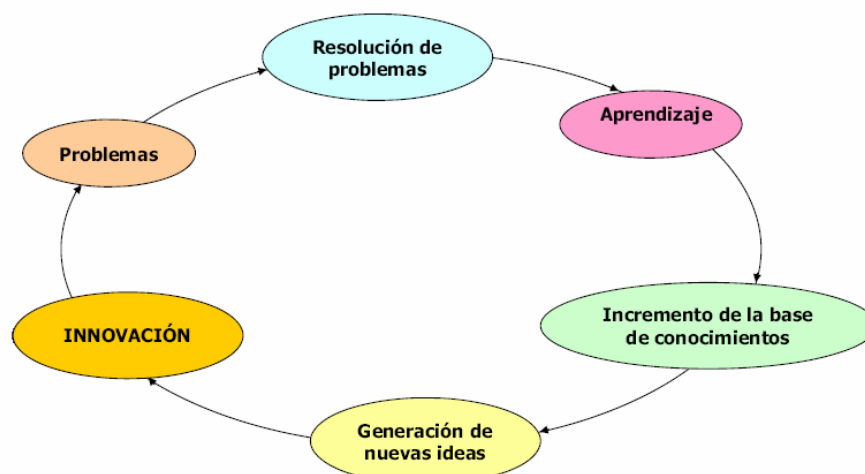 Resolución de
problemas
Aprendizaje
Problemas
Incremento de la base
de conocimientos
INNOVACIÓN
Generación de
nuevas ideas